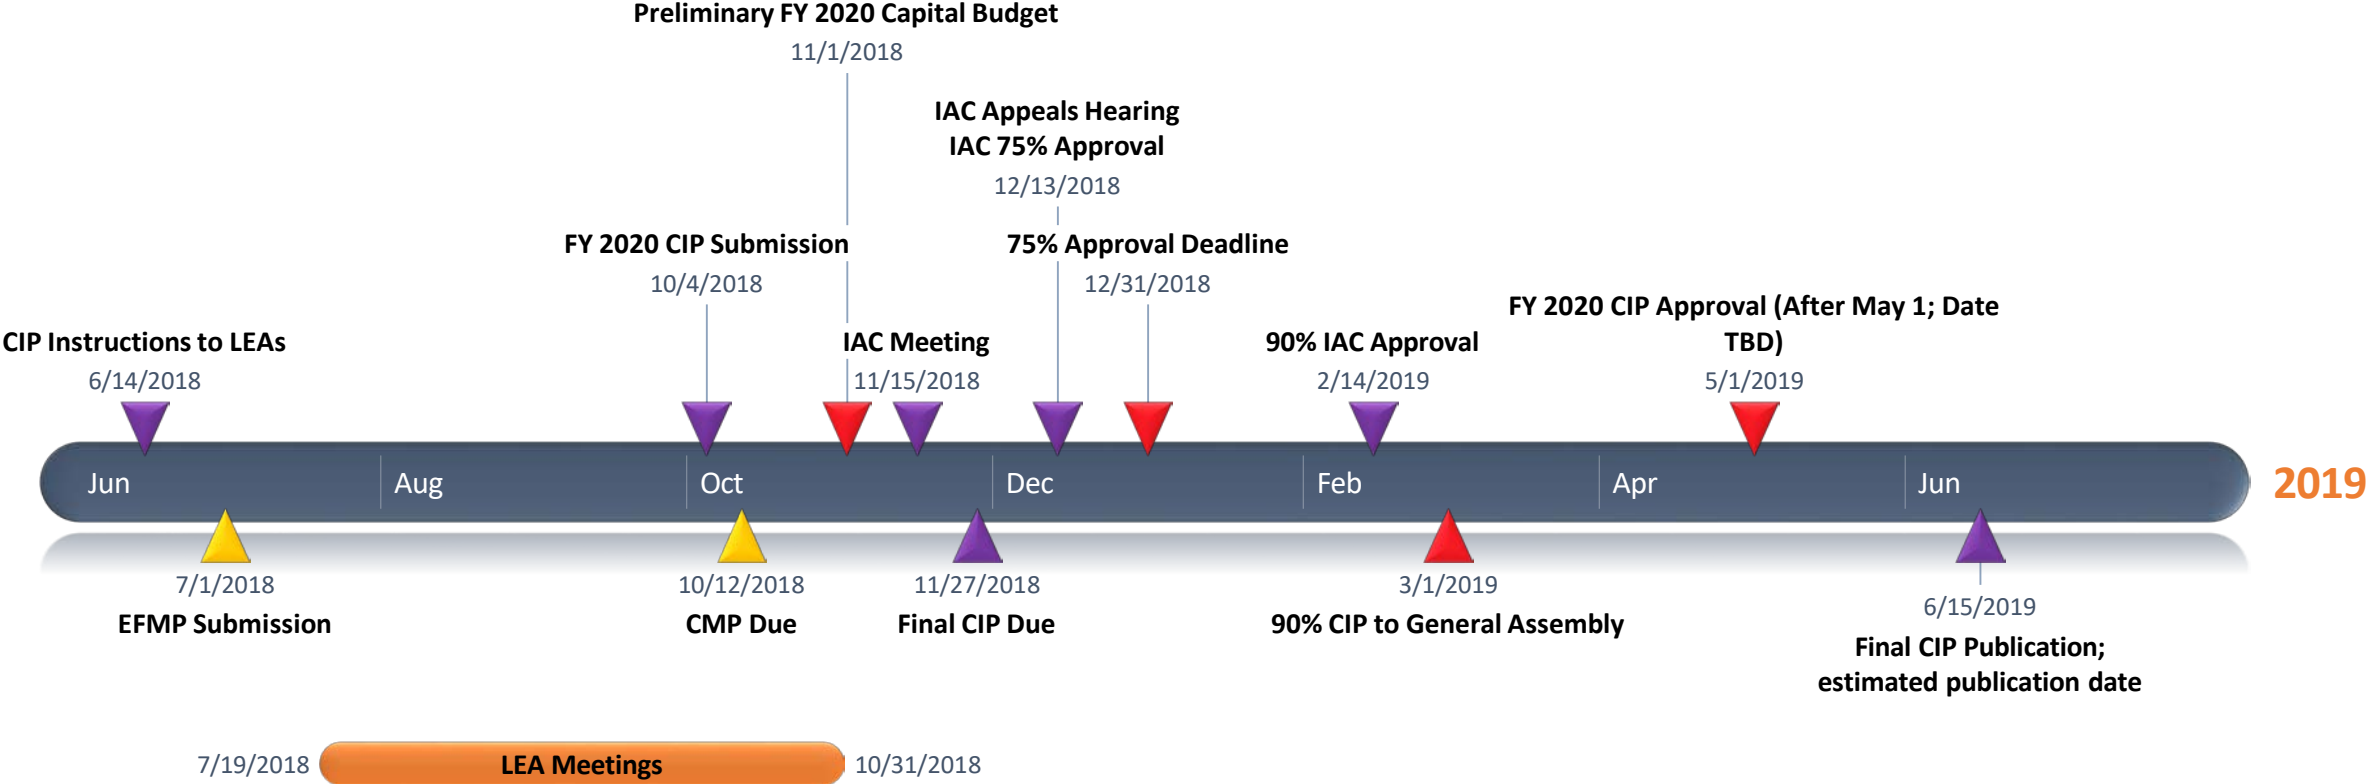 Preliminary FY 2020 Capital Budget
11/1/2018
IAC Appeals Hearing
IAC 75% Approval
12/13/2018
FY 2020 CIP Submission
10/4/2018
75% Approval Deadline
12/31/2018
FY 2020 CIP Approval (After May 1; Date
TBD)
5/1/2019
CIP Instructions to LEAs
6/14/2018
IAC Meeting
11/15/2018
90% IAC Approval
2/14/2019
Jun
Aug
Oct
Dec
Feb
Apr
Jun
2019
7/1/2018
EFMP Submission
10/12/2018
CMP Due
11/27/2018
Final CIP Due
3/1/2019
90% CIP to General Assembly
6/15/2019
Final CIP Publication;
estimated publication date
7/19/2018
LEA Meetings
10/31/2018